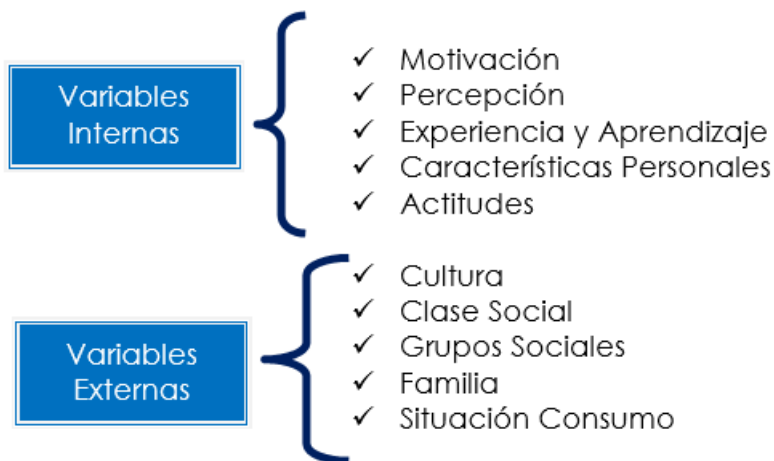 Variables
Internas
✓ Motivación
✓ Percepción
✓ Experiencia y Aprendizaje
✓ Características Personales
✓ Actitudes
Variables
Externas
✓ Cultura
✓ Clase Social
✓ Grupos Sociales
✓ Familia
✓ Situación Consumo